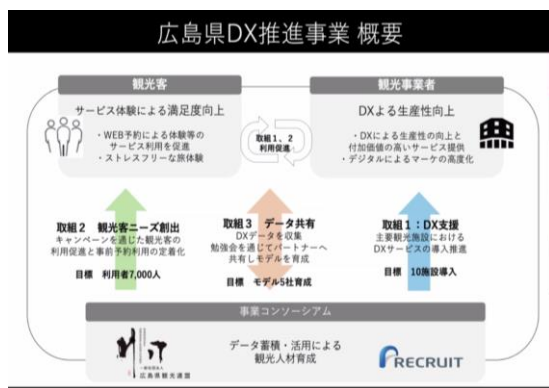 広島県DX推進事業 概要
観光客
サービス体験による満足度向上
・WEB予約による体験等の
サービス利用を促進
・ストレスフリーな旅体験
取組1、2
利用促進
観光事業者
DXよる生産性向上
・DXによる生産性の向上と
付加価値の高いサービス提供
・デジタルによるマーケの高度化
取組2 観光客ニーズ創出
キャンペーンを通じた観光客の
利用促進と事前予約利用の定着化
目標 利用者7,000人
取組3 データ共有
DXデータを収集
勉強会を通じてパートナーへ
共有しモデルを育成
目標 モデル5社育成
取組1：DX支援
主要観光施設における
DXサービスの導入推進
目標 10施設導入
事業コンソーシアム
一般社団法人
広島県観光連盟
データ蓄積・活用による
観光人材育成
RECRUIT